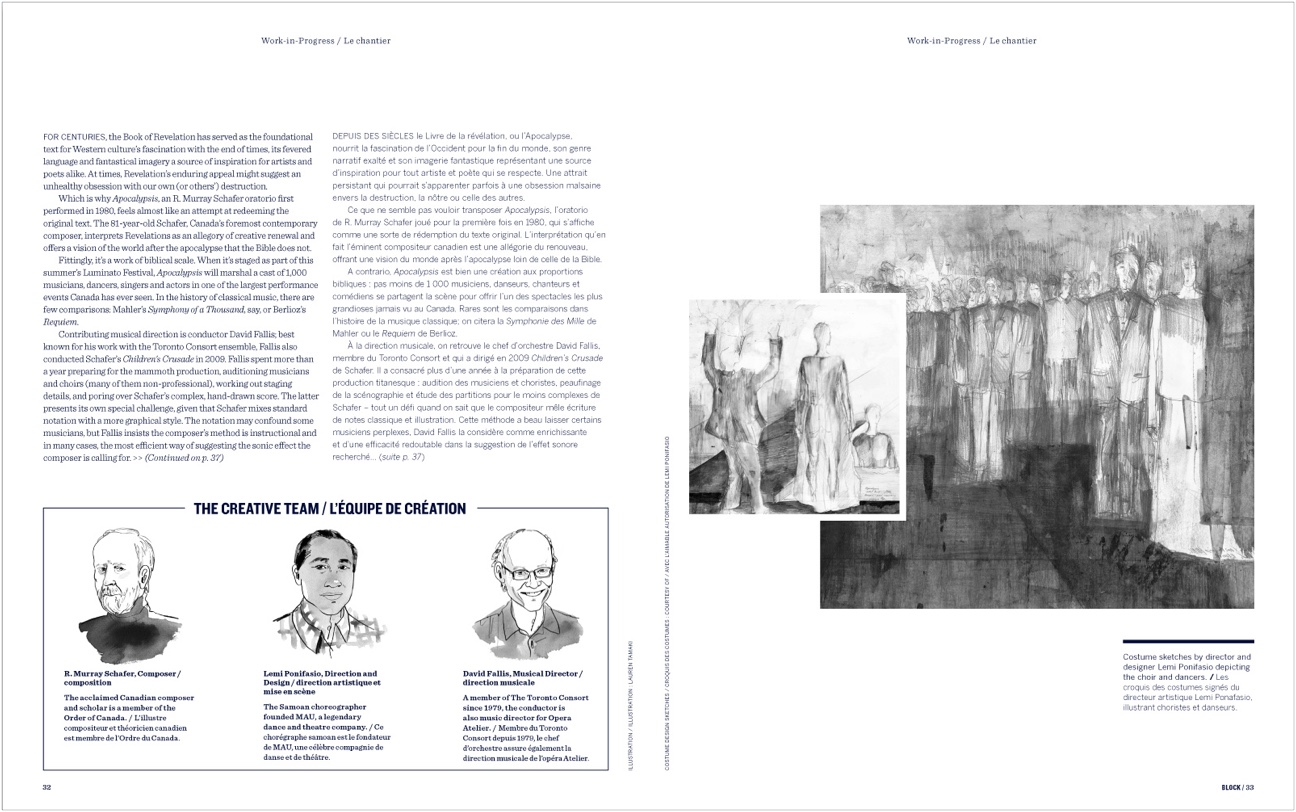 Work-in-Progress / Le chantier
FOR CENTURIES, the Book of Revelation has served as the foundational
text for Western culture's fascination with the end of times, its fevered
language and fantastical imagery a source of inspiration for artists and
poets alike. At times, Revelation's enduring appeal might suggest an
unhealthy obsession with our own (or others') destruction.
Which is why Apocalypsis, an R. Murray Schafer oratorio first
performed in 1980, feels almost like an attempt at redeeming the
original text. The 81-year-old Schafer, Canada's foremost contemporary
composer, interprets Revelations as an allegory of creative renewal and
offers a vision of the world after the apocalypse that the Bible does not.
Fittingly, it's a work of biblical scale. When it's staged as part of this
summer's Luminato Festival, Apocalypsis will marshal a cast of 1,000
musicians, dancers, singers and actors in one of the largest performance
events Canada has ever seen. In the history of classical music, there are
few comparisons: Mahler's Symphony of a Thousand, say, or Berlioz's
Requiem.
Contributing musical direction is conductor David Fallis; best
known for his work with the Toronto Consort ensemble, Fallis also
conducted Schafer's Children's Crusade in 2009. Fallis spent more than
a year preparing for the mammoth production, auditioning musicians
and choirs (many of them non-professional), working out staging
details, and poring over Schafer's complex, hand-drawn score. The latter
presents its own special challenge, given that Schafer mixes standard
notation with a more graphical style. The notation may confound some
musicians, but Fallis insists the composer's method is instructional and
in many cases, the most efficient way of suggesting the sonic effect the
composer is calling for. >> (Continued on p. 37)
DEPUIS DES SIÈCLES le Livre de la révélation, ou l'Apocalypse,
nourrit la fascination de l'Occident pour la fin du monde, son genre
narratif exalté et son imagerie fantastique représentant une source
d'inspiration pour tout artiste et poète qui se respecte. Une attrait
persistant qui pourrait s'apparenter parfois à une obsession malsaine
envers la destruction, la nôtre ou celle des autres.
Ce que ne semble pas vouloir transposer Apocalypsis, l'oratorio
de R. Murray Schafer joué pour la première fois en 1980, qui s'affiche
comme une sorte de rédemption du texte original. L'interprétation qu'en
fait l'éminent compositeur canadien est une allégorie du renouveau,
offrant une vision du monde après l'apocalypse loin de celle de la Bible.
A contrario, Apocalypsis est bien une création aux proportions
bibliques : pas moins de 1 000 musiciens, danseurs, chanteurs et
comédiens se partagent la scène pour offrir l'un des spectacles les plus
grandioses jamais vu au Canada. Rares sont les comparaisons dans
l'histoire de la musique classique; on citera la Symphonie des Mille de
Mahler ou le Requiem de Berlioz.
À la direction musicale, on retrouve le chef d'orchestre David Fallis,
membre du Toronto Consort et qui a dirigé en 2009 Children's Crusade
de Schafer. Il a consacré plus d'une année à la préparation de cette
production titanesque : audition des musiciens et choristes, peaufinage
de la scénographie et étude des partitions pour le moins complexes de
Schafer – tout un défi quand on sait que le compositeur mêle écriture
de notes classique et illustration. Cette méthode a beau laisser certains
musiciens perplexes, David Fallis la considère comme enrichissante
et d'une efficacité redoutable dans la suggestion de l'effet sonore
recherché... (suite p. 37)
THE CREATIVE TEAM / L'ÉQUIPE DE CRÉATION
R. Murray Schafer, Composer /
composition
The acclaimed Canadian composer
and scholar is a member of the
Order of Canada. / L'illustre
compositeur et théoricien canadien
est membre de l'Ordre du Canada.
Lemi Ponifasio, Direction and
Design / direction artistique et
mise en scène
The Samoan choreographer
founded MAU, a legendary
dance and theatre company. / Ce
chorégraphe samoan est le fondateur
de MAU, une célèbre compagnie de
danse et de théâtre.
David Fallis, Musical Director /
direction musicale
A member of The Toronto Consort
since 1979, the conductor is
also music director for Opera
Atelier. / Membre du Toronto
Consort depuis 1979, le chef
d'orchestre assure également la
direction musicale de l'opéra Atelier.
ILLUSTRATION / ILLUSTRATION : LAUREN TAMAKI
32
Work-in-Progress / Le chantier
COSTUME DESIGN SKETCHES / CROQUIS DES COSTUMES : COURTESY OF / AVEC L'AIMABLE AUTORISATION DE LEMI PONIFASIO
Costume sketches by director and
designer Lemi Ponifasio depicting
the choir and dancers. / Les
croquis des costumes signés du
directeur artistique Lemi Ponafasio,
illustrant choristes et danseurs.
BLOCK / 33